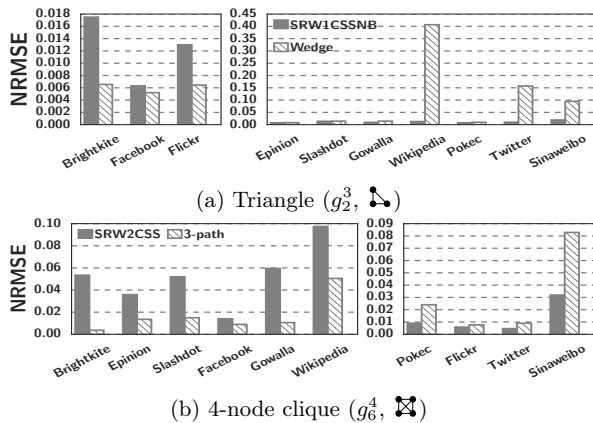 NRMSE
0.018
0.016
0.014
0.012
0.010
0.008
0.006
0.004
0.002
0.000
Brightkite
Facebook
Flickr
0.45
0.40
0.35
0.30
0.25
0.20
0.15
0.10
0.05
0.00
SRW1CSSNB
Wedge
Epinion
Slashdot
Gowalla
Wikipedia
Pokec
Twitter
Sinaweibo
(a) Triangle (g_2^3, )
NRMSE
0.10
0.08
0.06
0.04
0.02
0.00
SRW2CSS
3-path
Brightkite
Epinion
Slashdot
Facebook
Gowalla
Wikipedia
0.09
0.08
0.07
0.06
0.05
0.04
0.03
0.02
0.01
0.00
Pokec
Flickr
Twitter
Sinaweibo
(b) 4-node clique (g_6^4, )